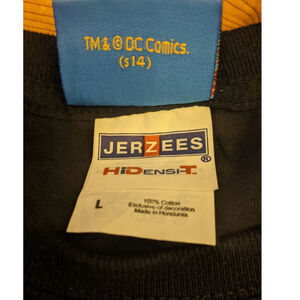 TM & © DC Comics.
(s14)
JERZEES
®
HiDENSI-T
L
100% Cotton
Exclusive of decoration
Made in Honduras